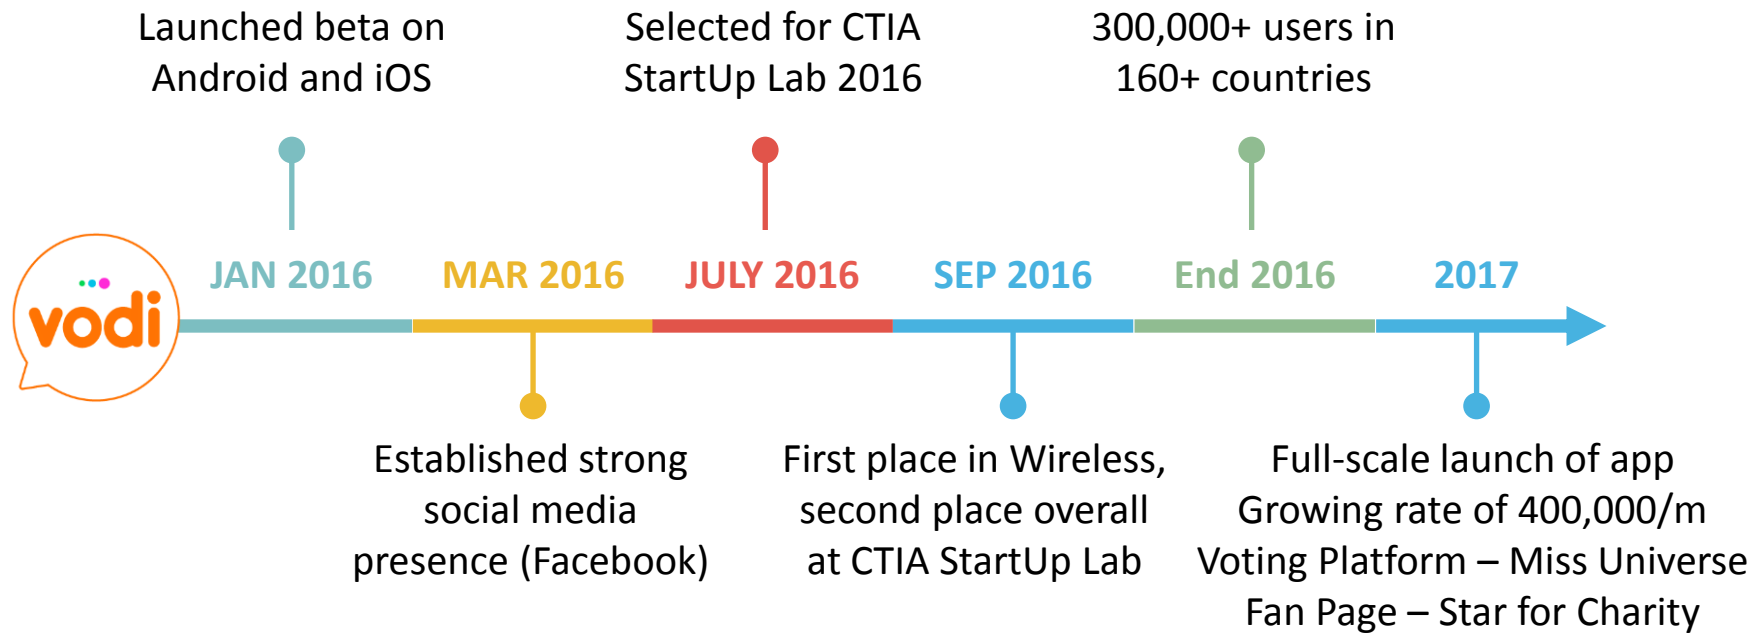 Launched beta on
Android and iOS
Selected for CTIA
StartUp Lab 2016
300,000+ users in
160+ countries
vodi
JAN 2016
MAR 2016
JULY 2016
SEP 2016
End 2016
2017
Established strong
social media
presence (Facebook)
First place in Wireless,
second place overall
at CTIA StartUp Lab
Full-scale launch of app
Growing rate of 400,000/m
Voting Platform – Miss Universe
Fan Page – Star for Charity